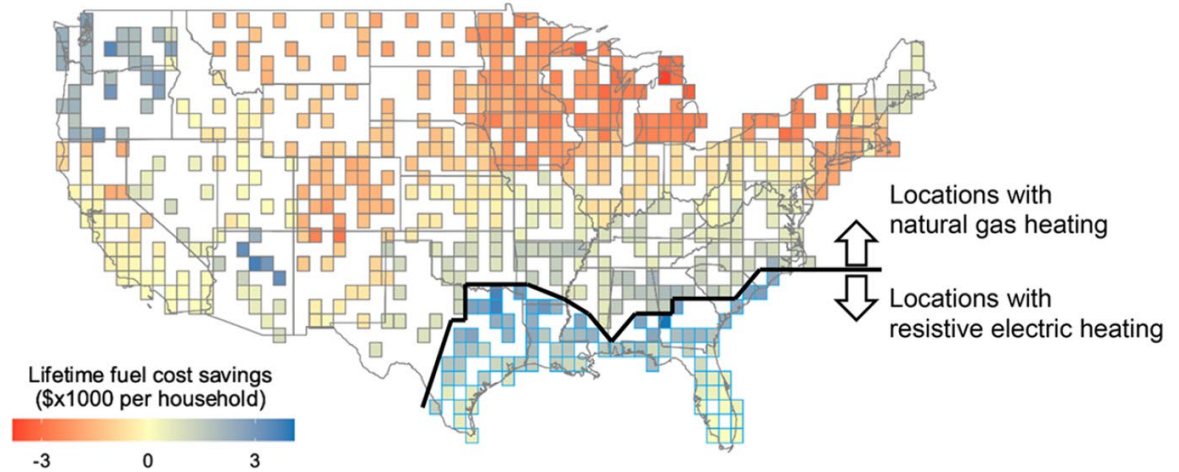 Locations with
natural gas heating
Locations with
resistive electric heating
Lifetime fuel cost savings
($x1000 per household)
-3 0 3